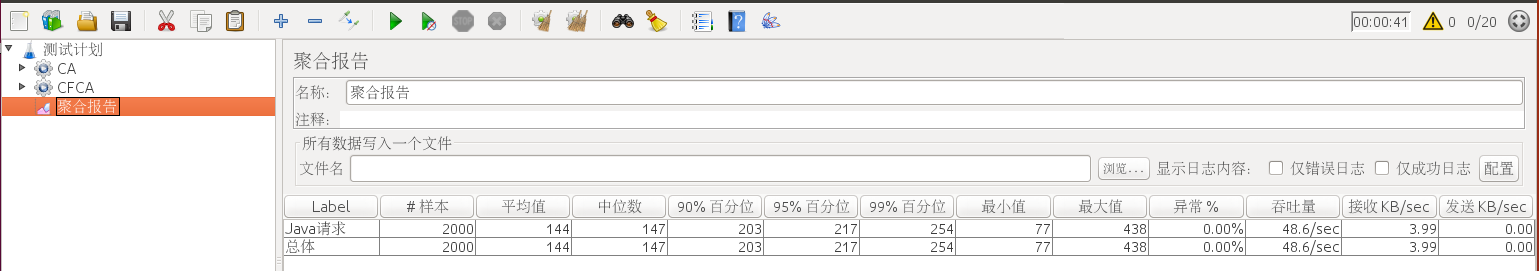 STOP
00:00:41 0 0/20
测试计划
CA
CFCA
聚合报告
聚合报告
名称: 聚合报告
注释:
所有数据写入一个文件
文件名 浏览... 显示日志内容: 仅错误日志 仅成功日志 配置
Label # 样本 平均值 中位数 90% 百分位 95% 百分位 99% 百分位 最小值 最大值 异常 % 吞吐量 接收 KB/sec 发送 KB/sec
Java请求 2000 144 147 203 217 254 77 438 0.00% 48.6/sec 3.99 0.00
总体 2000 144 147 203 217 254 77 438 0.00% 48.6/sec 3.99 0.00